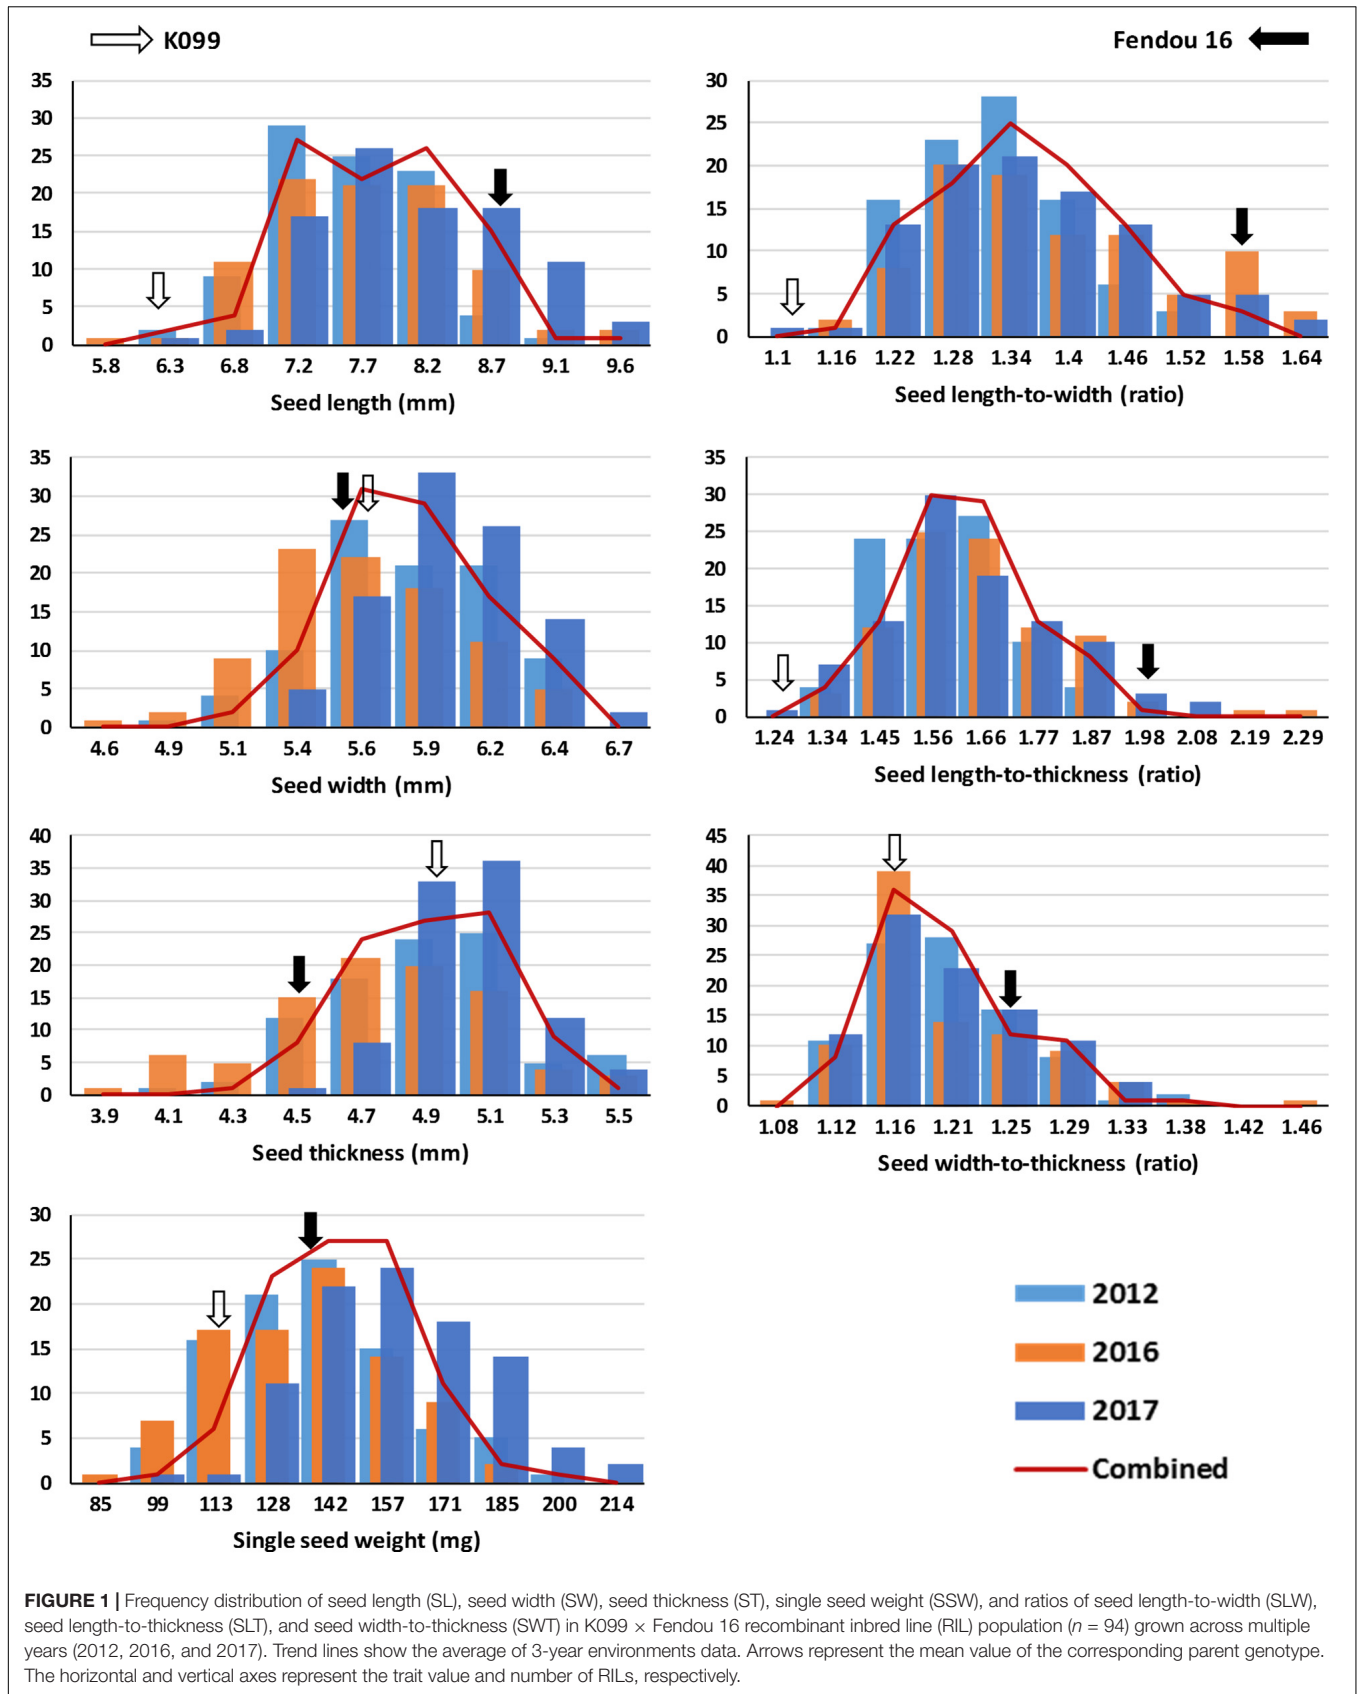 K099
Fendou 16
35
30
25
20
15
10
5
0
5.8 6.3 6.8 7.2 7.7 8.2 8.7 9.1 9.6
Seed length (mm)
30
25
20
15
10
5
0
1.1 1.16 1.22 1.28 1.34 1.4 1.46 1.52 1.58 1.64
Seed length-to-width (ratio)
35
30
25
20
15
10
5
0
4.6 4.9 5.1 5.4 5.6 5.9 6.2 6.4 6.7
Seed width (mm)
35
30
25
20
15
10
5
0
1.24 1.34 1.45 1.56 1.66 1.77 1.87 1.98 2.08 2.19 2.29
Seed length-to-thickness (ratio)
40
35
30
25
20
15
10
5
0
3.9 4.1 4.3 4.5 4.7 4.9 5.1 5.3 5.5
Seed thickness (mm)
45
40
35
30
25
20
15
10
5
0
1.08 1.12 1.16 1.21 1.25 1.29 1.33 1.38 1.42 1.46
Seed width-to-thickness (ratio)
30
25
20
15
10
5
0
85 99 113 128 142 157 171 185 200 214
Single seed weight (mg)
2012
2016
2017
Combined
FIGURE 1 | Frequency distribution of seed length (SL), seed width (SW), seed thickness (ST), single seed weight (SSW), and ratios of seed length-to-width (SLW),
seed length-to-thickness (SLT), and seed width-to-thickness (SWT) in K099 × Fendou 16 recombinant inbred line (RIL) population (n = 94) grown across multiple
years (2012, 2016, and 2017). Trend lines show the average of 3-year environments data. Arrows represent the mean value of the corresponding parent genotype.
The horizontal and vertical axes represent the trait value and number of RILs, respectively.